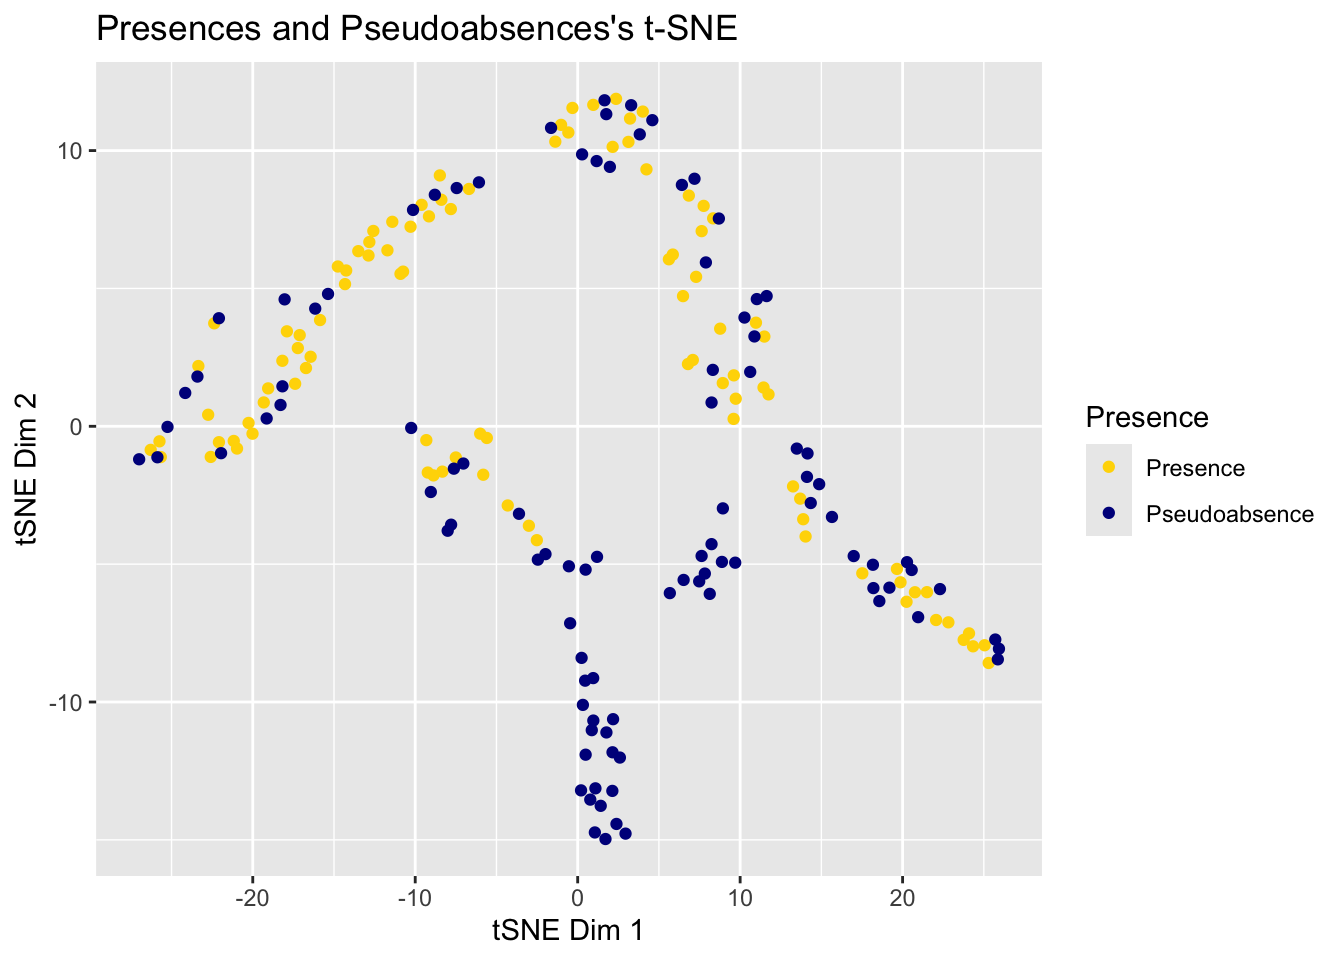 Presences and Pseudoabsences's t-SNE
10
0
-10
tSNE Dim 2
-20
-10
0
10
20
tSNE Dim 1
Presence
Presence
Pseudoabsence